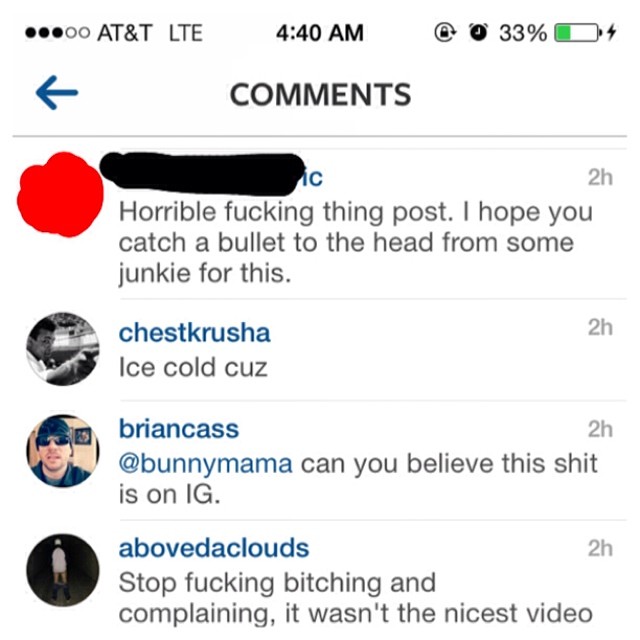 AT&T LTE 4:40 AM 33%
COMMENTS
ic 2h
Horrible fucking thing post. I hope you
catch a bullet to the head from some
junkie for this.
chestkrusha 2h
Ice cold cuz
briancass 2h
@bunnymama can you believe this shit
is on IG.
abovedaclouds 2h
Stop fucking bitching and
complaining, it wasn't the nicest video